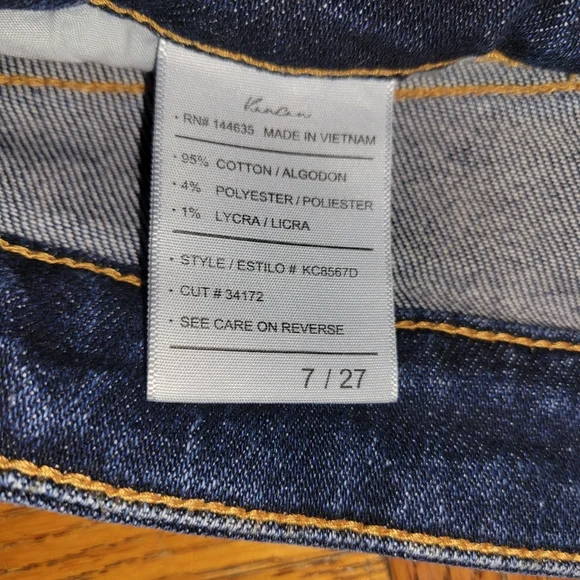 KanCan
· RN# 144635 MADE IN VIETNAM
· 95% COTTON / ALGODON
· 4% POLYESTER / POLIESTER
· 1% LYCRA / LICRA
· STYLE / ESTILO # KC8567D
· CUT # 34172
· SEE CARE ON REVERSE
7 / 27